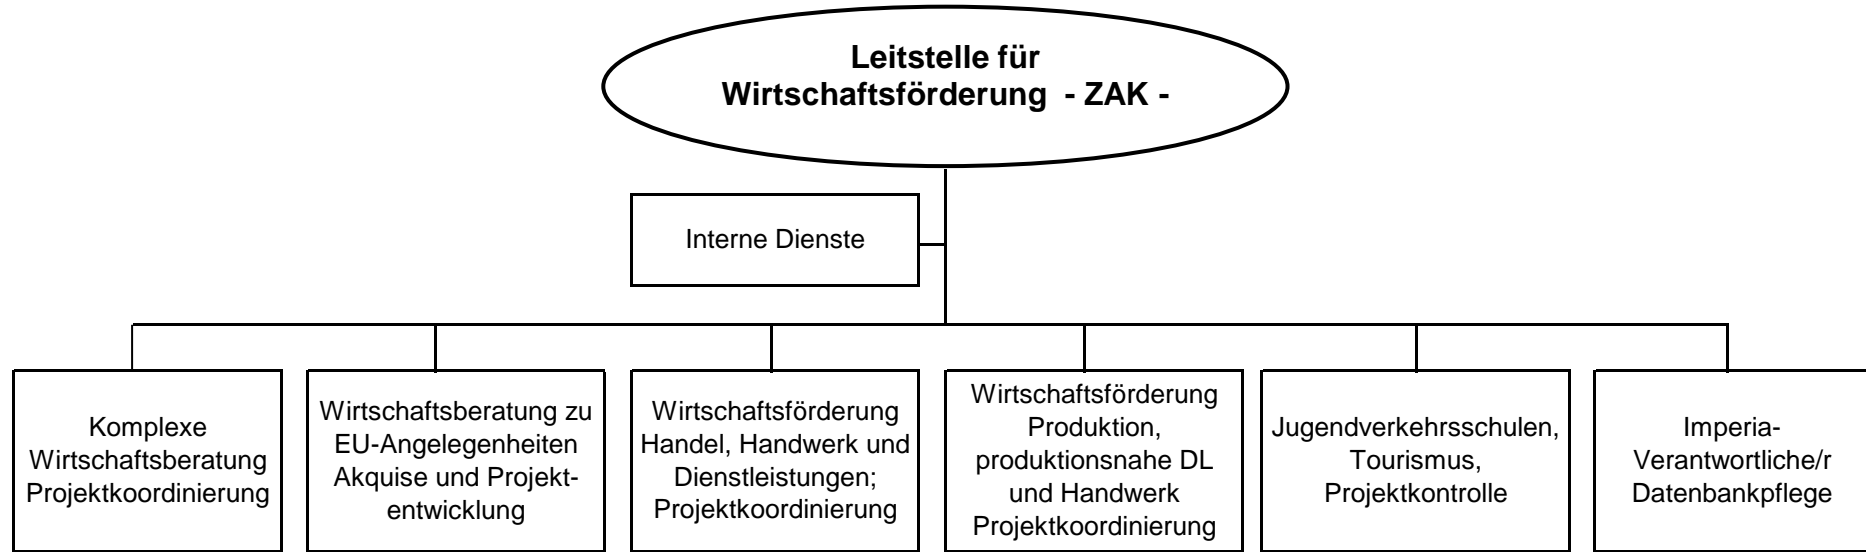 Leitstelle für
Wirtschaftsförderung - ZAK -
Interne Dienste
Komplexe
Wirtschaftsberatung
Projektkoordinierung
Wirtschaftsberatung zu
EU-Angelegenheiten
Akquise und Projekt-
entwicklung
Wirtschaftsförderung
Handel, Handwerk und
Dienstleistungen;
Projektkoordinierung
Wirtschaftsförderung
Produktion,
produktionsnahe DL
und Handwerk
Projektkoordinierung
Jugendverkehrsschulen,
Tourismus,
Projektkontrolle
Imperia-
Verantwortliche/r
Datenbankpflege